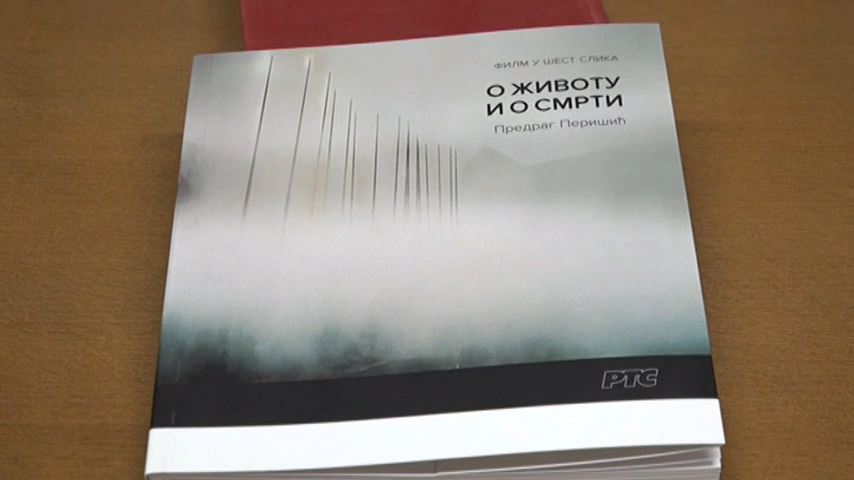 ФИЛМ У ШЕСТ СЛИКА
О ЖИВОТУ
И О СМРТИ
Предраг Перишић
РТС